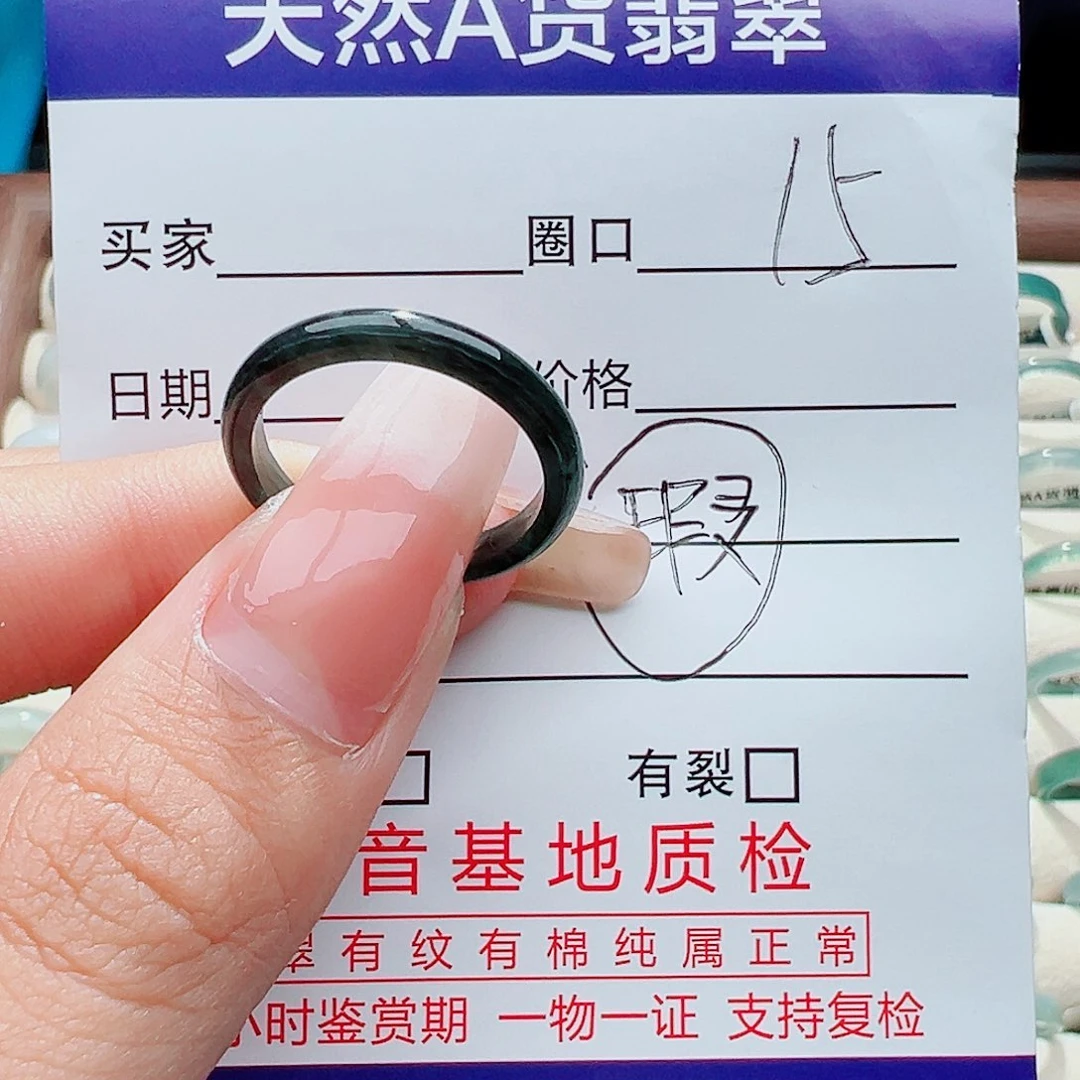 天然A货翡翠
买家 圈口 15
日期 价格
瑕
有裂
音基地质检
翠有纹有棉纯属正常
小时鉴赏期 一物一证 支持复检